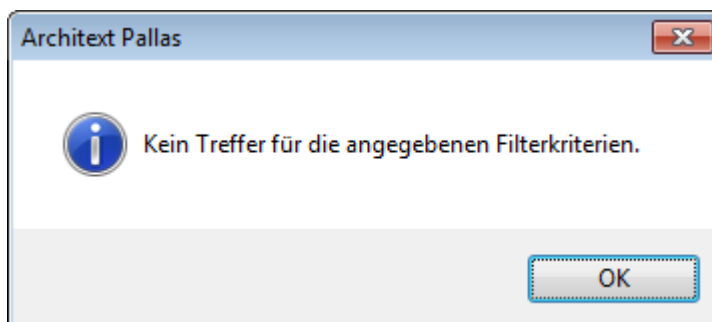 Architext Pallas
Kein Treffer für die angegebenen Filterkriterien.
OK